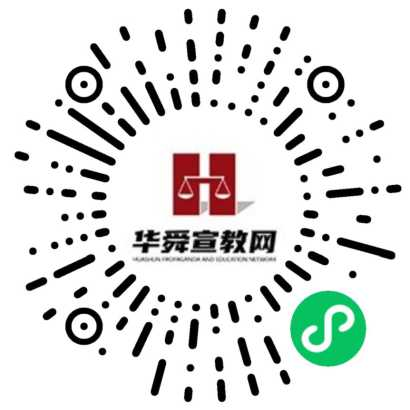 华舜宣教网
HUASHUN PROPAGANDA AND EDUCATION NETWORK